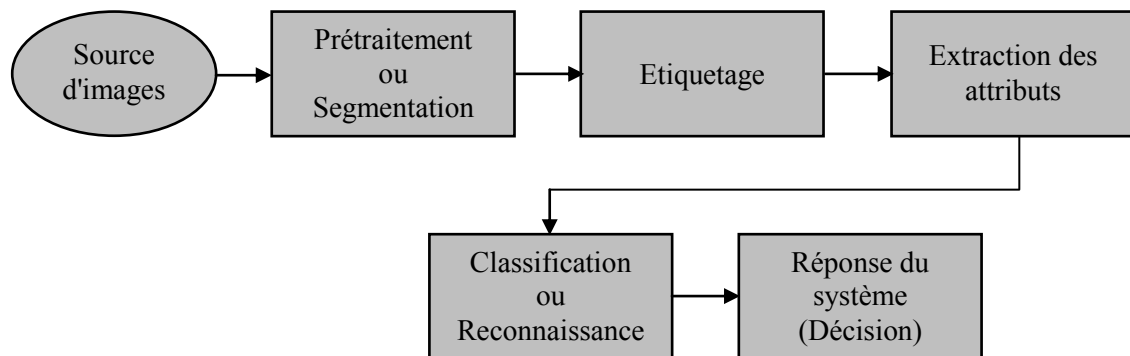 Source
d'images
Prétraitement
ou
Segmentation
Etiquetage
Extraction des
attributs
Classification
ou
Reconnaissance
Réponse du
système
(Décision)